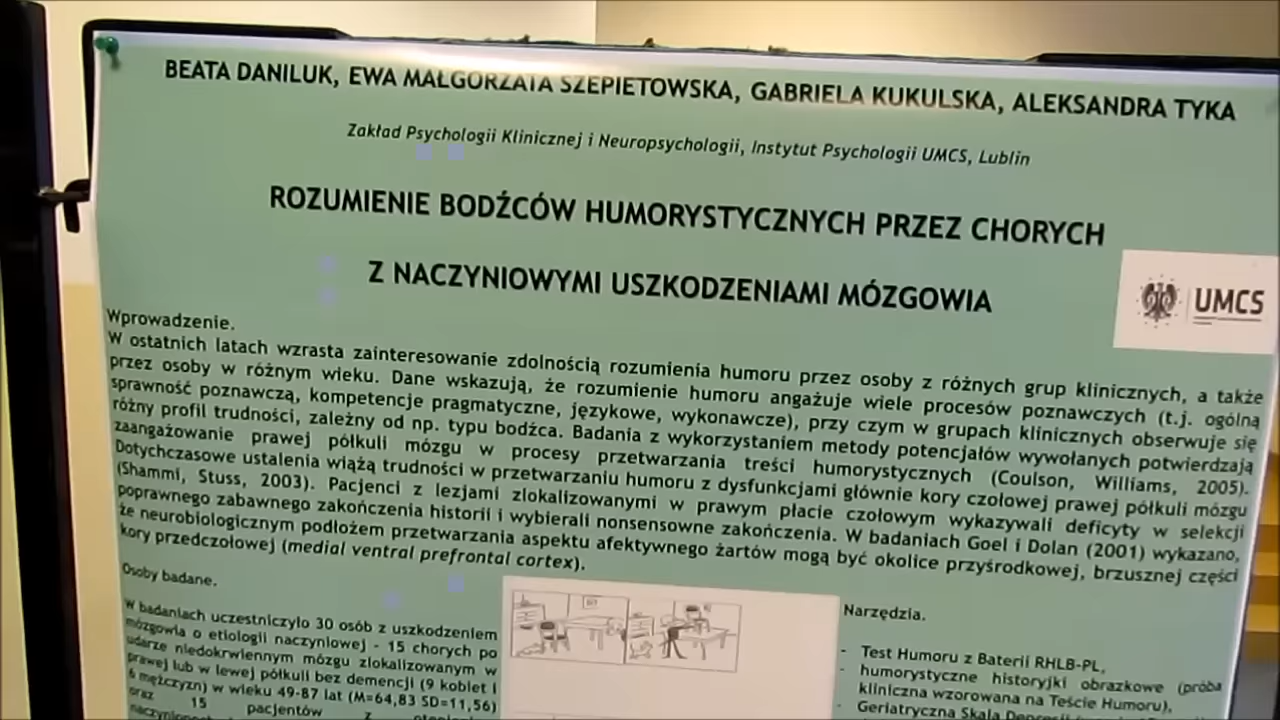 BEATA DANILUK, EWA MAŁGORZATA SZEPIETOWSKA, GABRIELA KUKULSKA, ALEKSANDRA TYKA
Zakład Psychologii Klinicznej i Neuropsychologii, Instytut Psychologii UMCS, Lublin
ROZUMIENIE BODŹCÓW HUMORYSTYCZNYCH PRZEZ CHORYCH
Z NACZYNIOWYMI USZKODZENIAMI MÓZGOWIA
UMCS
Wprowadzenie.
W ostatnich latach wzrasta zainteresowanie zdolnością rozumienia humoru przez osoby z różnych grup klinicznych, a także
przez osoby w różnym wieku. Dane wskazują, że rozumienie humoru angażuje wiele procesów poznawczych (t.j. ogólną
sprawność poznawczą, kompetencje pragmatyczne, językowe, wykonawcze), przy czym w grupach klinicznych obserwuje się
różny profil trudności, zależny od np. typu bodźca. Badania z wykorzystaniem metody potencjałów wywołanych potwierdzają
zaangażowanie prawej półkuli mózgu w procesy przetwarzania treści humorystycznych (Coulson, Williams, 2005).
Dotychczasowe ustalenia wiążą trudności w przetwarzaniu humoru z dysfunkcjami głównie kory czołowej prawej półkuli mózgu
(Shammi, Stuss, 2003). Pacjenci z lezjami zlokalizowanymi w prawym płacie czołowym wykazywali deficyty w selekcji
poprawnego zabawnego zakończenia historii i wybierali nonsensowne zakończenia. W badaniach Goel i Dolan (2001) wykazano,
że neurobiologicznym podłożem przetwarzania aspektu afektywnego żartów mogą być okolice przyśrodkowej, brzusznej części
kory przedczołowej (medial ventral prefrontal cortex).
Osoby badane.
W badaniach uczestniczyło 30 osób z uszkodzeniem
mózgowia o etiologii naczyniowej - 15 chorych po
udarze niedokrwiennym mózgu zlokalizowanym w
prawej lub w lewej półkuli bez demencji (9 kobiet i
6 mężczyzn) w wieku 49-87 lat (M=64,83 SD=11,56)
oraz 15 pacjentów z
Narzędzia.
- Test Humoru z Baterii RHLB-PL,
- humorystyczne historyjki obrazkowe (próba
kliniczna wzorowana na Teście Humoru),
- Geriatryczna Skala Depresji